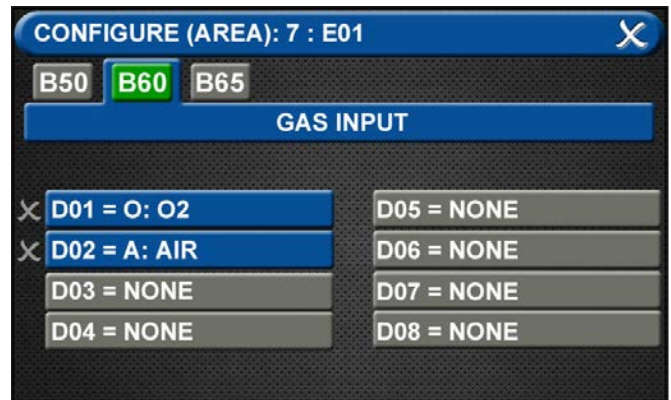 CONFIGURE (AREA): 7 : E01
B50 B60 B65
GAS INPUT
D01 = O: O2
D02 = A: AIR
D03 = NONE
D04 = NONE
D05 = NONE
D06 = NONE
D07 = NONE
D08 = NONE